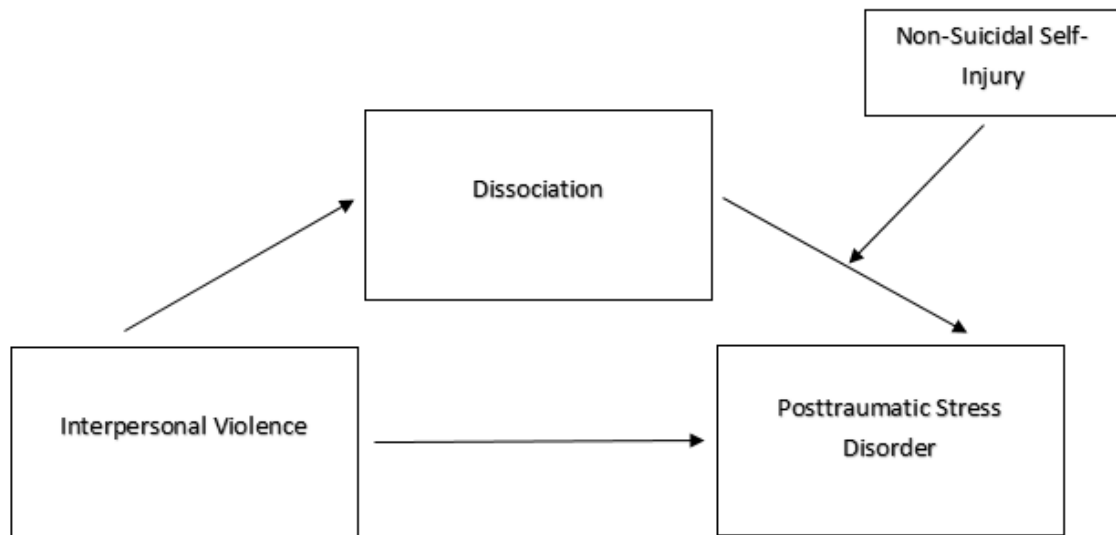 Non-Suicidal Self-
Injury
Dissociation
Interpersonal Violence
Posttraumatic Stress
Disorder